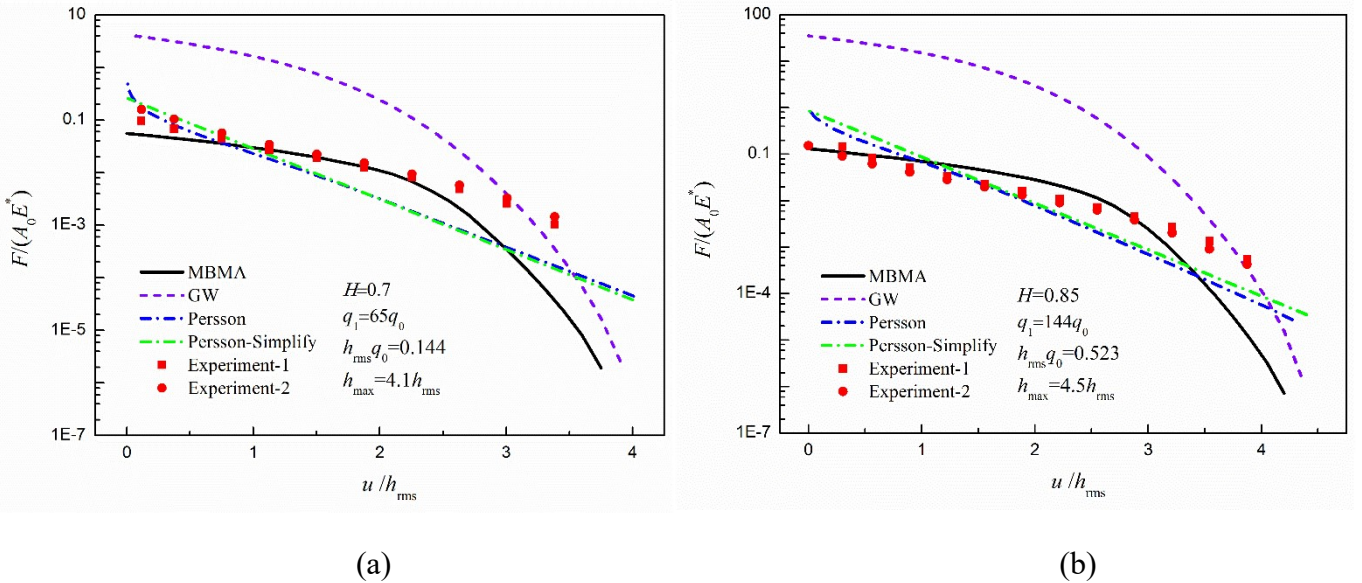 10
0.1
1E-3
1E-5
1E-7
F/(A₀E*)
MBMA
GW
Persson
Persson-Simplify
Experiment-1
Experiment-2
H=0.7
q₁=65q₀
hrmsq₀=0.144
hmax=4.1hrms
0 1 2 3 4
u/hrms
(a)
100
0.1
1E-4
1E-7
F/(A₀E*)
MBMA
GW
Persson
Persson-Simplify
Experiment-1
Experiment-2
H=0.85
q₁=144q₀
hrmsq₀=0.523
hmax=4.5hrms
0 1 2 3 4
u/hrms
(b)